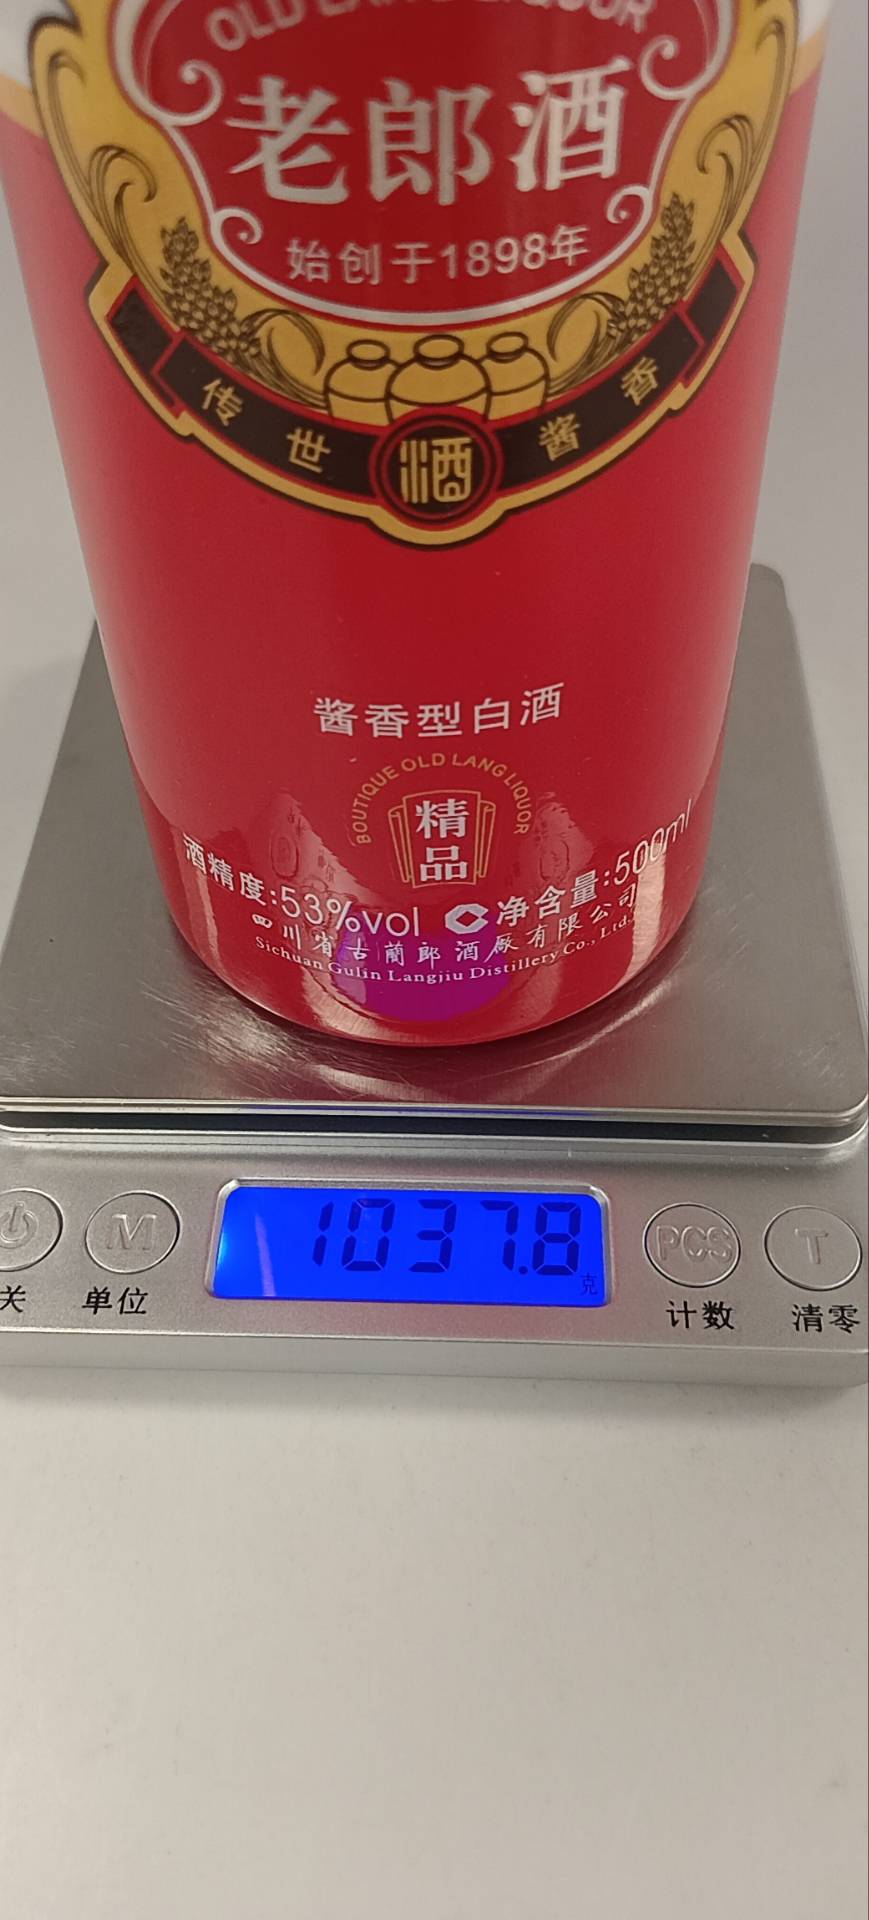 OLD LANG LIQUOR
老郎酒
始创于1898年
传世酒酱香
酱香型白酒
BOUTIQUE OLD LANG LIQUOR
精品
酒精度:53%vol 净含量:500ml
四川省古蔺郎酒厰有限公司
Sichuan Gulin Langjiu Distillery Co., Ltd.
1037.8
克
M
PCS
T
关
单位
计数
清零